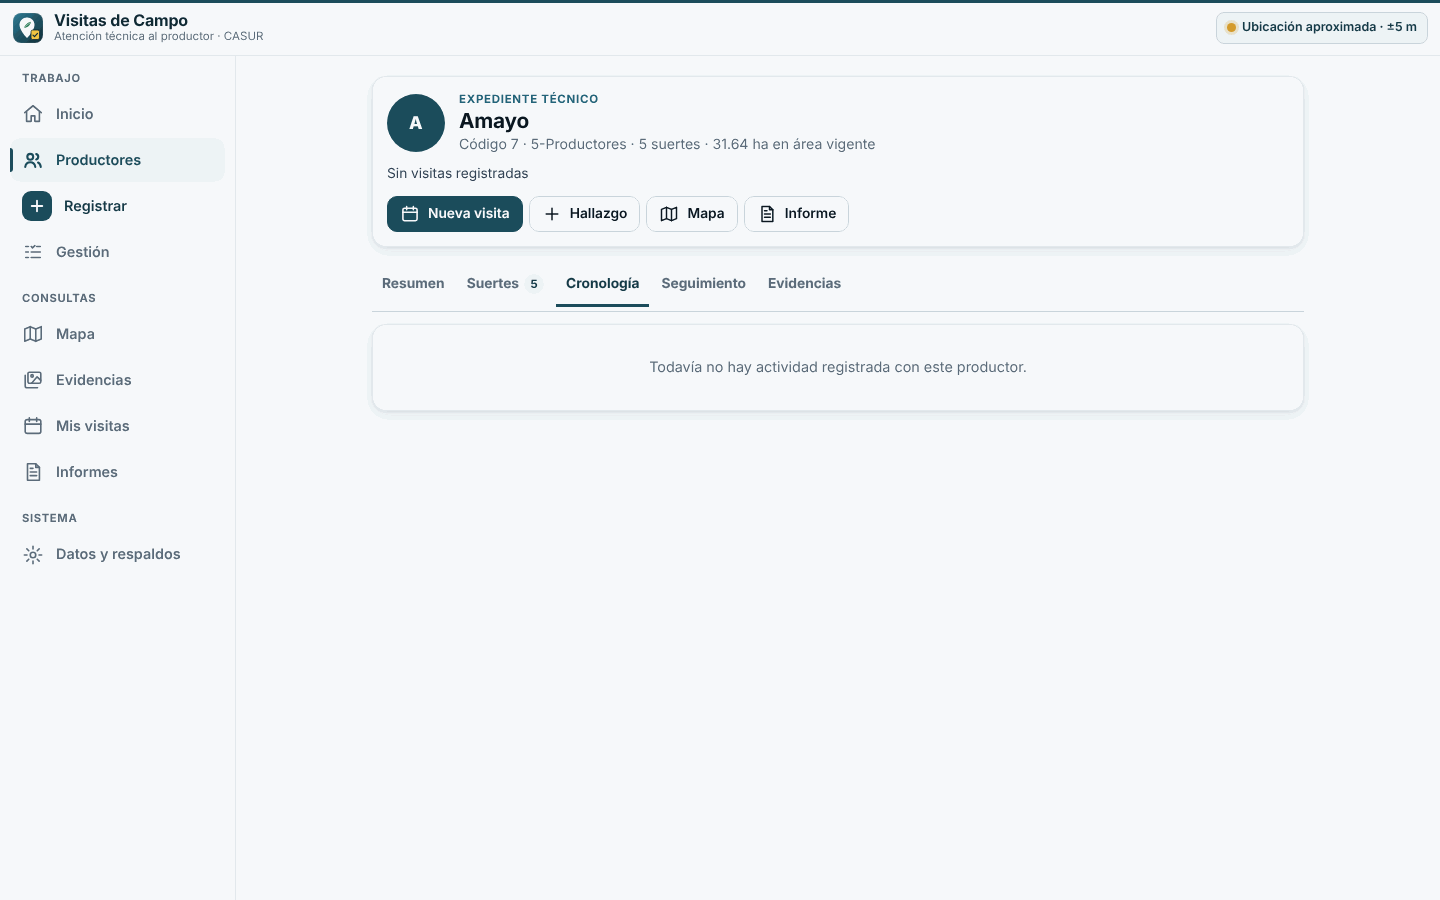 Visitas de Campo
Atención técnica al productor · CASUR
Ubicación aproximada · ±5 m
TRABAJO
Inicio
Productores
Registrar
Gestión
CONSULTAS
Mapa
Evidencias
Mis visitas
Informes
SISTEMA
Datos y respaldos
A
EXPEDIENTE TÉCNICO
Amayo
Código 7 · 5-Productores · 5 suertes · 31.64 ha en área vigente
Sin visitas registradas
Nueva visita
Hallazgo
Mapa
Informe
Resumen
Suertes 5
Cronología
Seguimiento
Evidencias
Todavía no hay actividad registrada con este productor.